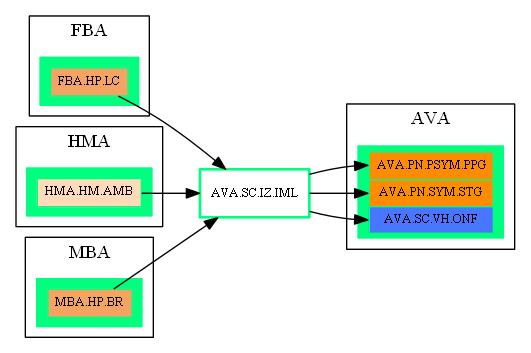 FBA
FBA.HP.LC
HMA
HMA.HM.AMB
MBA
MBA.HP.BR
AVA.SC.IZ.IML
AVA
AVA.PN.PSYM.PPG
AVA.PN.SYM.STG
AVA.SC.VH.ONF